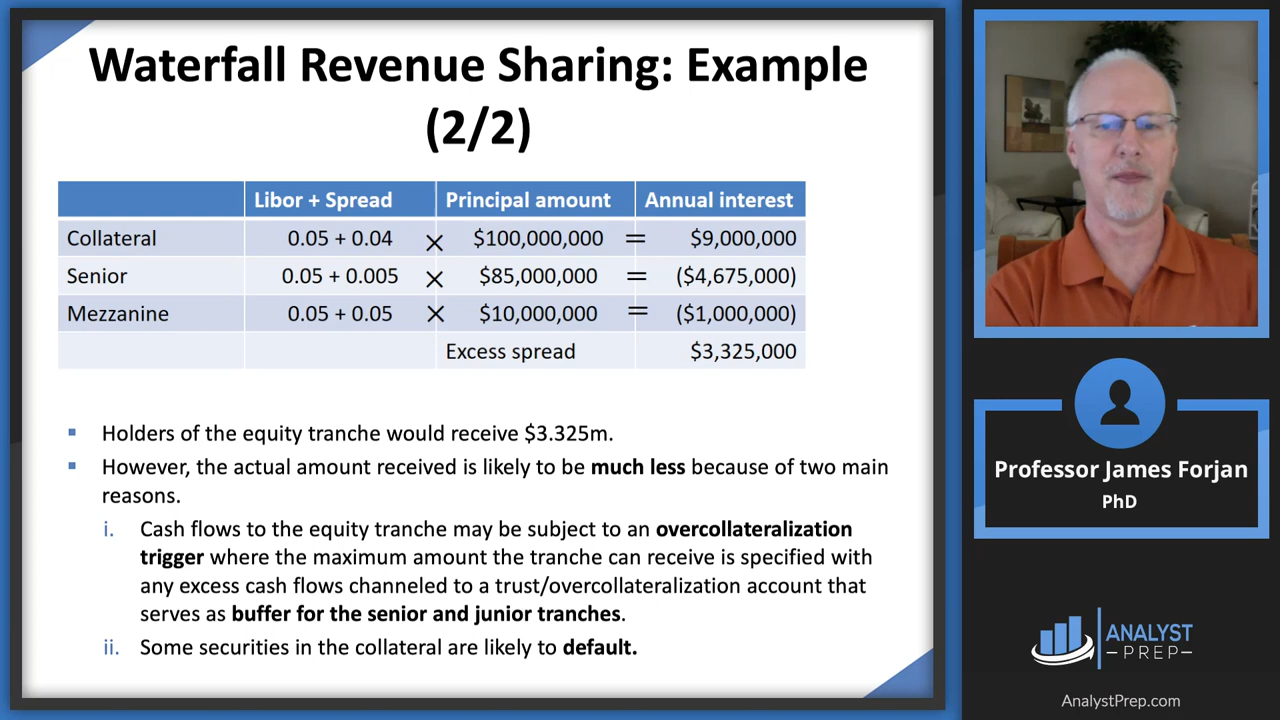 Waterfall Revenue Sharing: Example
(2/2)
Libor + Spread Principal amount Annual interest
Collateral 0.05 + 0.04 × $100,000,000 = $9,000,000
Senior 0.05 + 0.005 × $85,000,000 = ($4,675,000)
Mezzanine 0.05 + 0.05 × $10,000,000 = ($1,000,000)
Excess spread $3,325,000
▪ Holders of the equity tranche would receive $3.325m.
▪ However, the actual amount received is likely to be much less because of two main
reasons.
i. Cash flows to the equity tranche may be subject to an overcollateralization
trigger where the maximum amount the tranche can receive is specified with
any excess cash flows channeled to a trust/overcollateralization account that
serves as buffer for the senior and junior tranches.
ii. Some securities in the collateral are likely to default.
Professor James Forjan
PhD
ANALYST
–PREP–
AnalystPrep.com